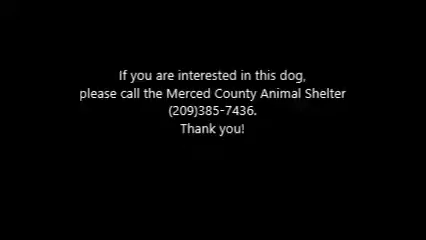 If you are interested in this dog,
please call the Merced County Animal Shelter
(209)385-7436.
Thank you!